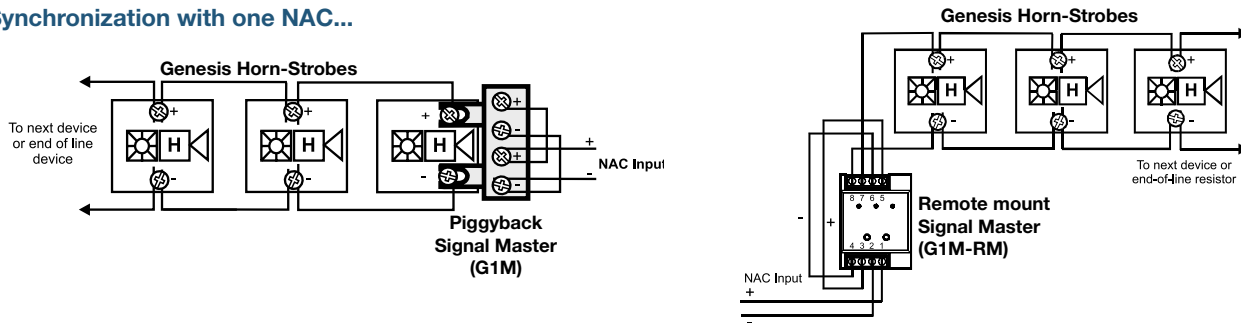 ynchronization with one NAC...
Genesis Horn-Strobes
+
+
+
+
-
+
-
H
H
H
-
-
-
To next device
or end of line
device
+
-
NAC Input
Piggyback
Signal Master
(G1M)
Genesis Horn-Strobes
+
+
+
H
H
H
-
-
-
To next device or
end-of-line resistor
8 7 6 5
4 3 2 1
-
+
Remote mount
Signal Master
(G1M-RM)
NAC Input
+
-